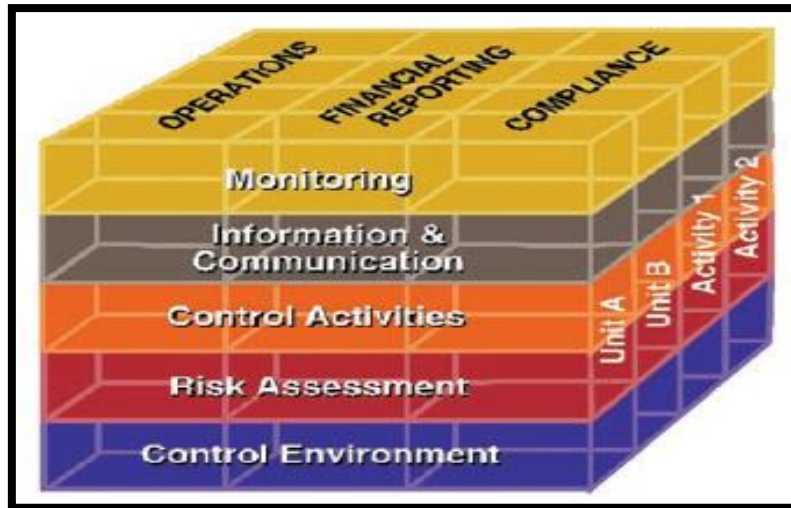 OPERATIONS
FINANCIAL
REPORTING
COMPLIANCE
Monitoring
Information &
Communication
Control Activities
Risk Assessment
Control Environment
Unit A
Unit B
Activity 1
Activity 2